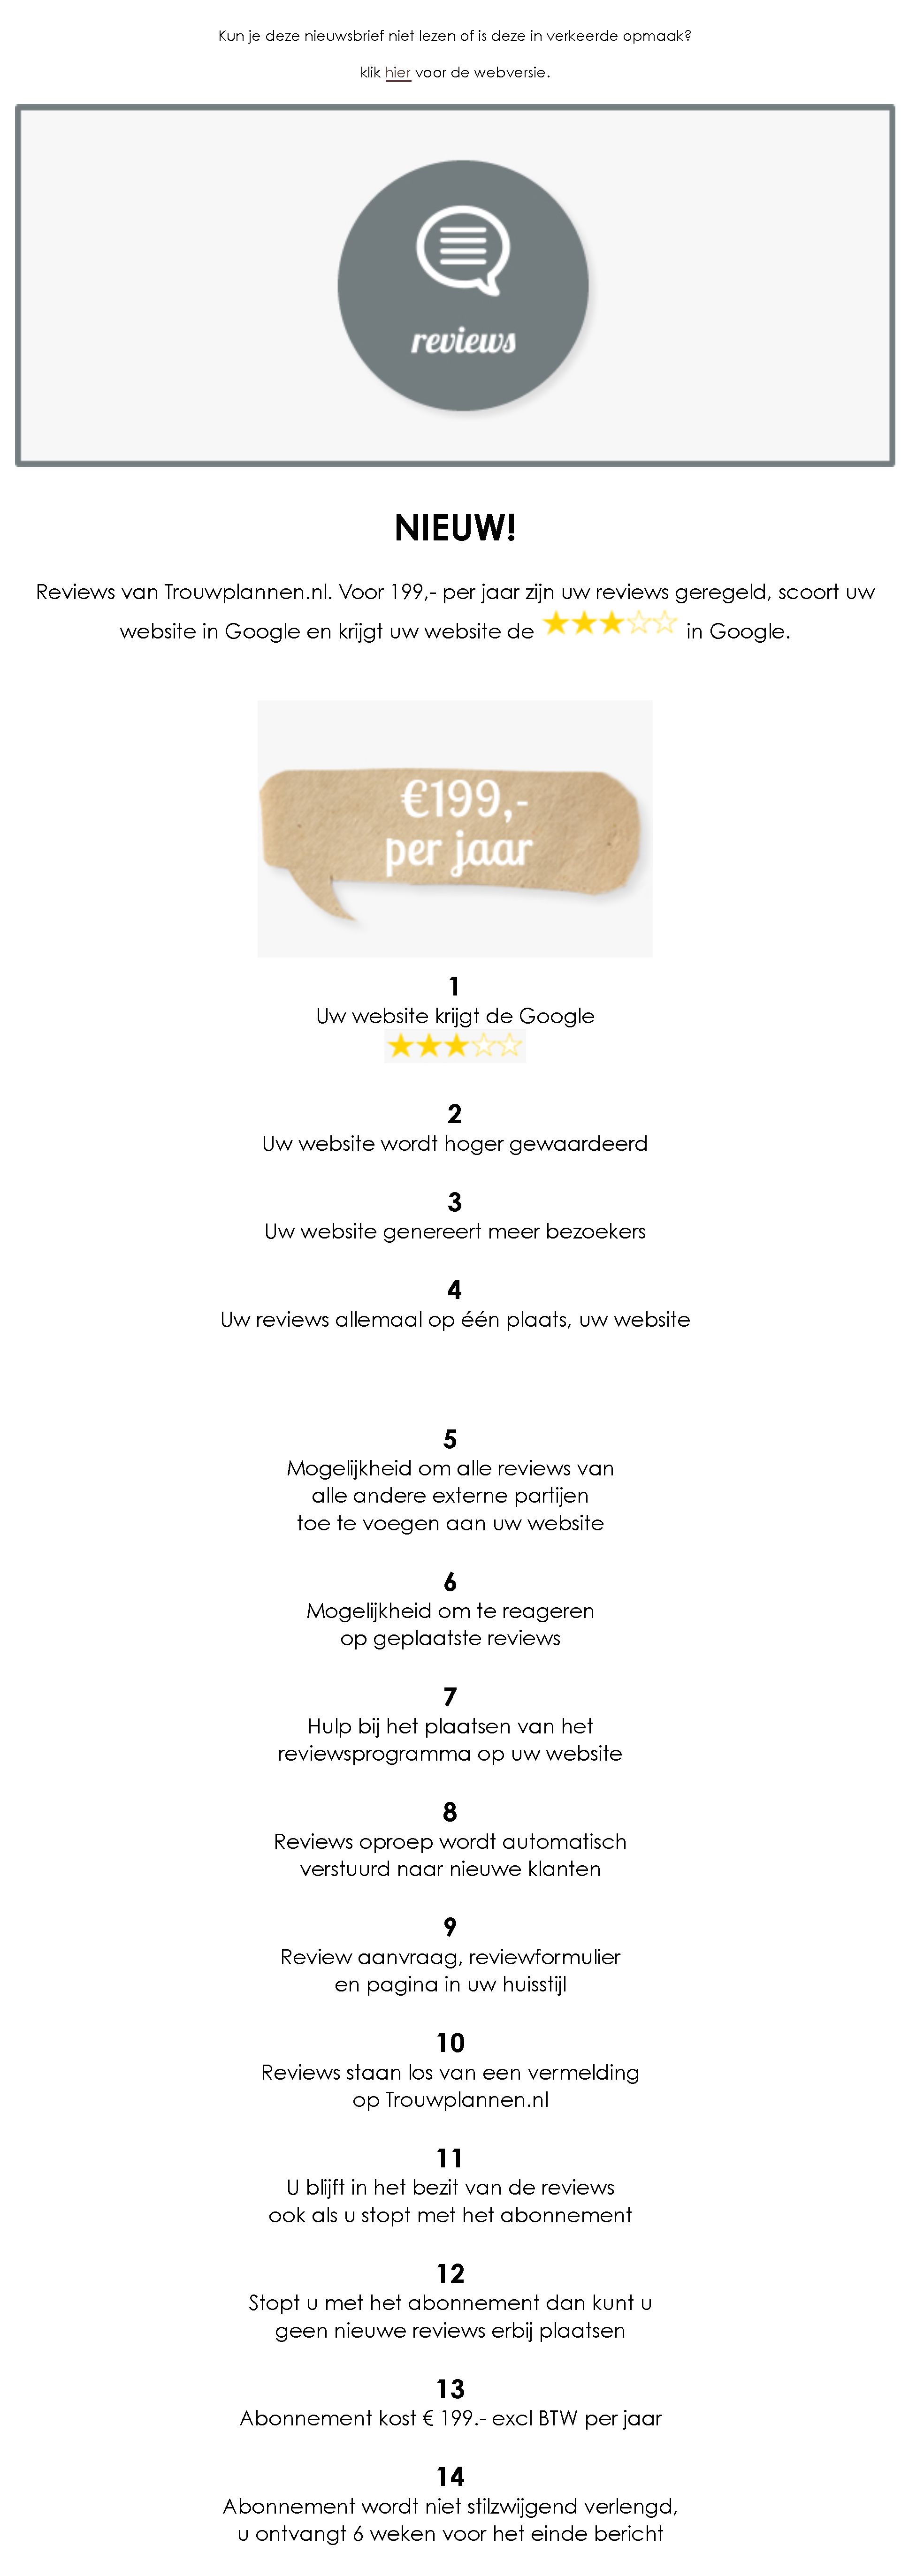 Kun je deze nieuwsbrief niet lezen of is deze in verkeerde opmaak?
klik hier voor de webversie.
reviews
NIEUW!
Reviews van Trouwplannen.nl. Voor 199,- per jaar zijn uw reviews geregeld, scoort uw
website in Google en krijgt uw website de in Google.
€199,-
per jaar
1
Uw website krijgt de Google
2
Uw website wordt hoger gewaardeerd
3
Uw website genereert meer bezoekers
4
Uw reviews allemaal op één plaats, uw website
5
Mogelijkheid om alle reviews van
alle andere externe partijen
toe te voegen aan uw website
6
Mogelijkheid om te reageren
op geplaatste reviews
7
Hulp bij het plaatsen van het
reviewsprogramma op uw website
8
Reviews oproep wordt automatisch
verstuurd naar nieuwe klanten
9
Review aanvraag, reviewformulier
en pagina in uw huisstijl
10
Reviews staan los van een vermelding
op Trouwplannen.nl
11
U blijft in het bezit van de reviews
ook als u stopt met het abonnement
12
Stopt u met het abonnement dan kunt u
geen nieuwe reviews erbij plaatsen
13
Abonnement kost € 199.- excl BTW per jaar
14
Abonnement wordt niet stilzwijgend verlengd,
u ontvangt 6 weken voor het einde bericht